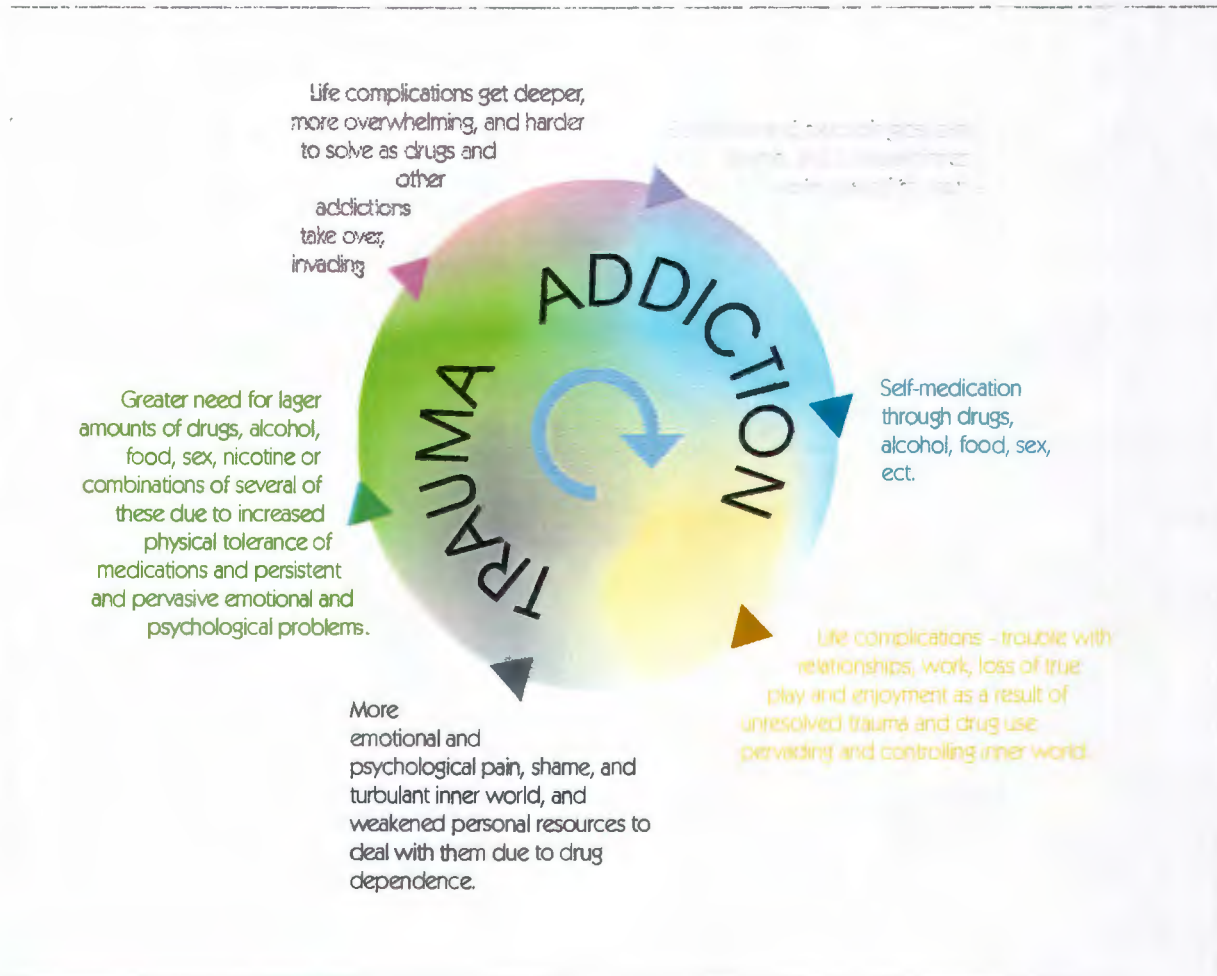 Life complications get deeper,
more overwhelming, and harder
to solve as drugs and
other
addictions
take over,
invading
ADDICTION
TRAUMA
Self-medication
through drugs,
alcohol, food, sex,
ect.
Greater need for lager
amounts of drugs, alcohol,
food, sex, nicotine or
combinations of several of
these due to increased
physical tolerance of
medications and persistent
and pervasive emotional and
psychological problems.
Life complications - trouble with
relationships, work, loss of true
play and enjoyment as a result of
unresolved trauma and drug use
pervading and controlling inner world.
More
emotional and
psychological pain, shame, and
turbulant inner world, and
weakened personal resources to
deal with them due to drug
dependence.